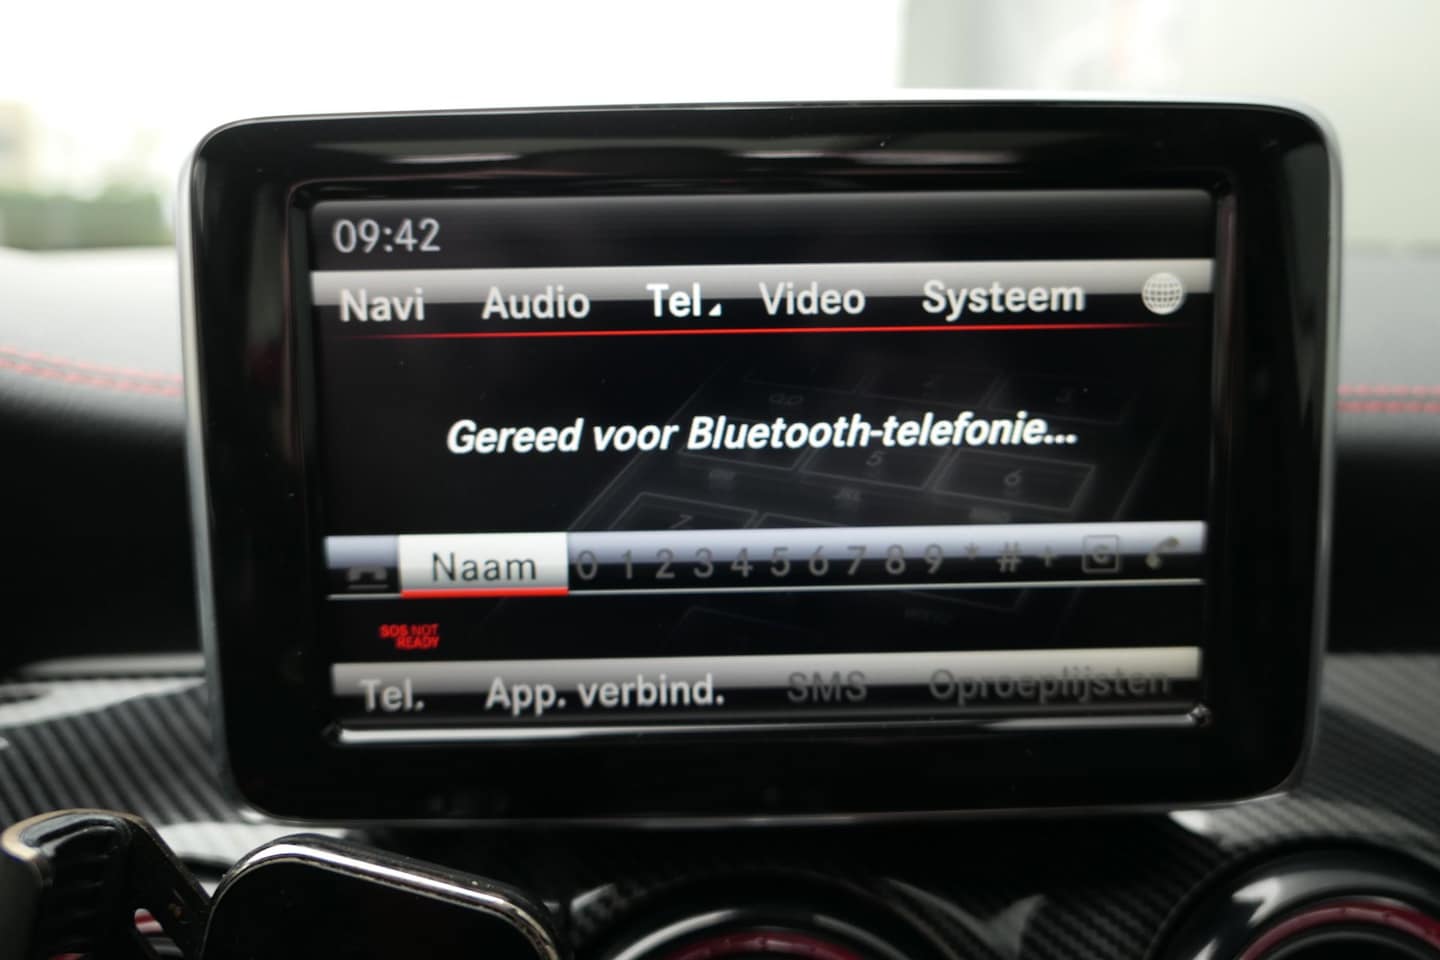 09:42
Navi Audio Tel. Video Systeem
Gereed voor Bluetooth-telefonie...
Naam 0 1 2 3 4 5 6 7 8 9 * # +
SOS NOT
READY
Tel. App. verbind. SMS Oproeplijsten